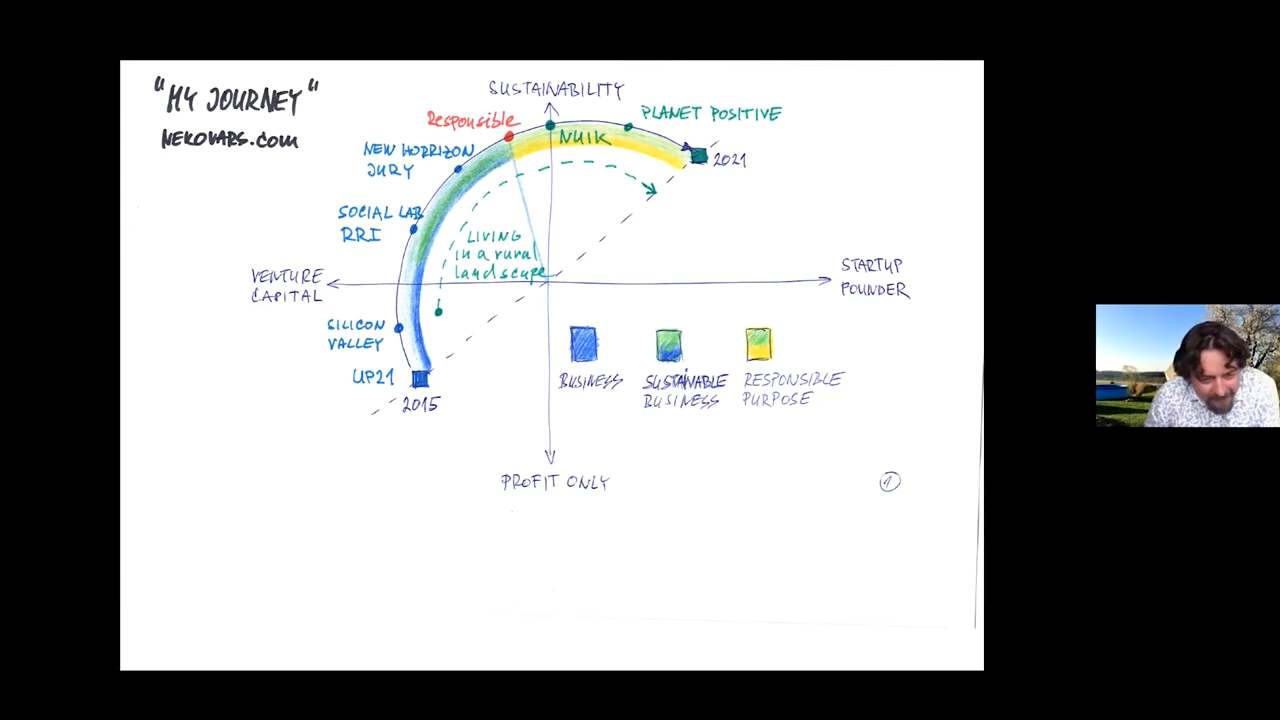 "MY JOURNEY"
NEKOVARS.com
SUSTAINABILITY
Responsible
PLANET POSITIVE
NUIK
NEW HORRIZON
JURY
2021
SOCIAL LAB
RRI
LIVING
in a rural
landscape
VENTURE
CAPITAL
STARTUP
FOUNDER
SILICON
VALLEY
UP21
2015
BUSINESS
SUSTAINABLE
BUSINESS
RESPONSIBLE
PURPOSE
PROFIT ONLY
1